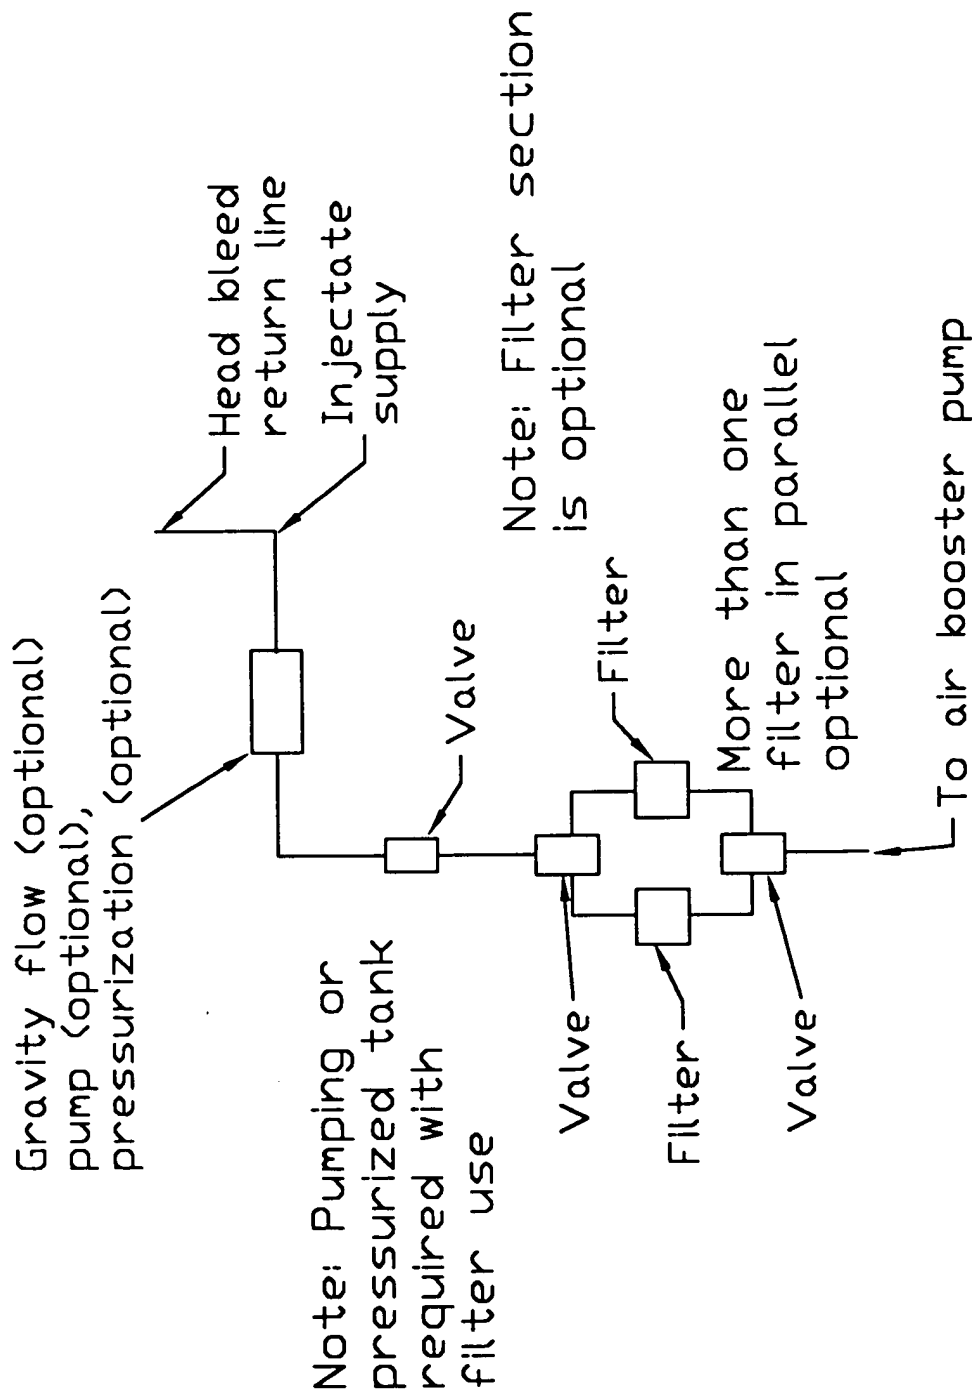 Gravity flow (optional)
pump (optional),
pressurization (optional)
Head bleed
return line
Injectate
supply
Note: Pumping or
pressurized tank
required with
filter use
Valve
Note: Filter section
is optional
Valve
Filter
Filter
Valve
More than one
filter in parallel
optional
To air booster pump